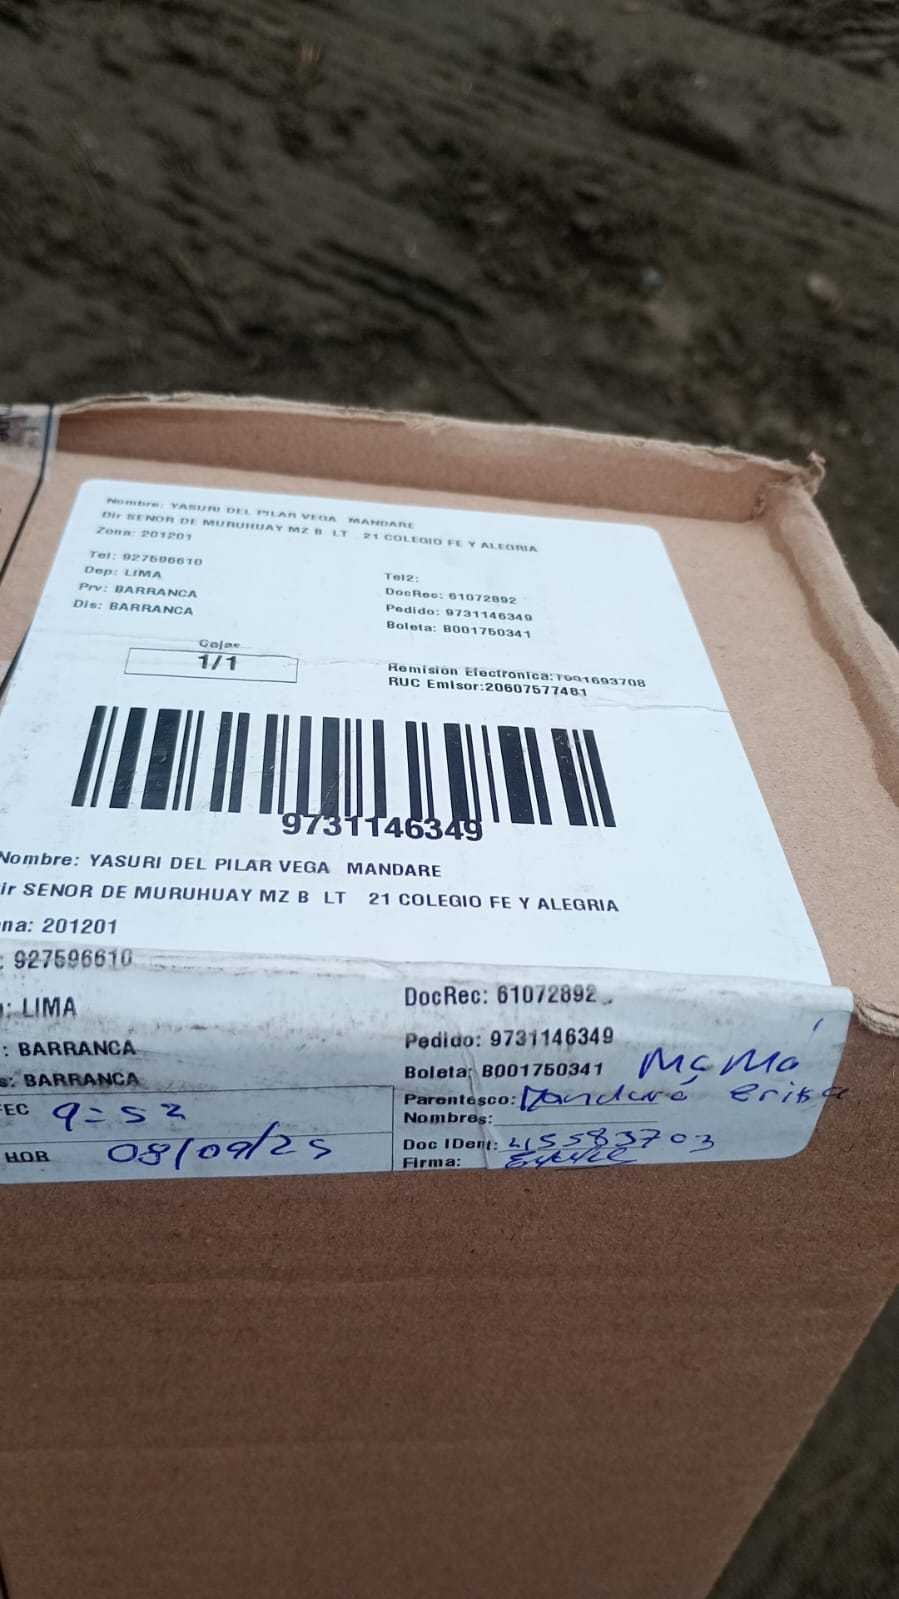 Nombre: YASURI DEL PILAR VEGA MANDARE
Dir SENOR DE MURUHUAY MZ B LT 21 COLEGIO FE Y ALEGRIA
Zona: 201201
Tel: 927596610
Dep: LIMA
Prv: BARRANCA
Dis: BARRANCA
Tel2:
DocRec: 61072892
Pedido: 9731146349
Boleta: B001750341
Cajas
1/1
Remision Electronica:T001693708
RUC Emisor:20607577481
9731146349
Nombre: YASURI DEL PILAR VEGA MANDARE
ir SENOR DE MURUHUAY MZ B LT 21 COLEGIO FE Y ALEGRIA
na: 201201
: 927596610
: LIMA
: BARRANCA
s: BARRANCA
DocRec: 61072892
Pedido: 9731146349
Boleta: B001750341 MaMá
Parentesco: Erika
Nombres:
Doc IDent:
Firma:
FEC 9=52
HOR 08/09/25